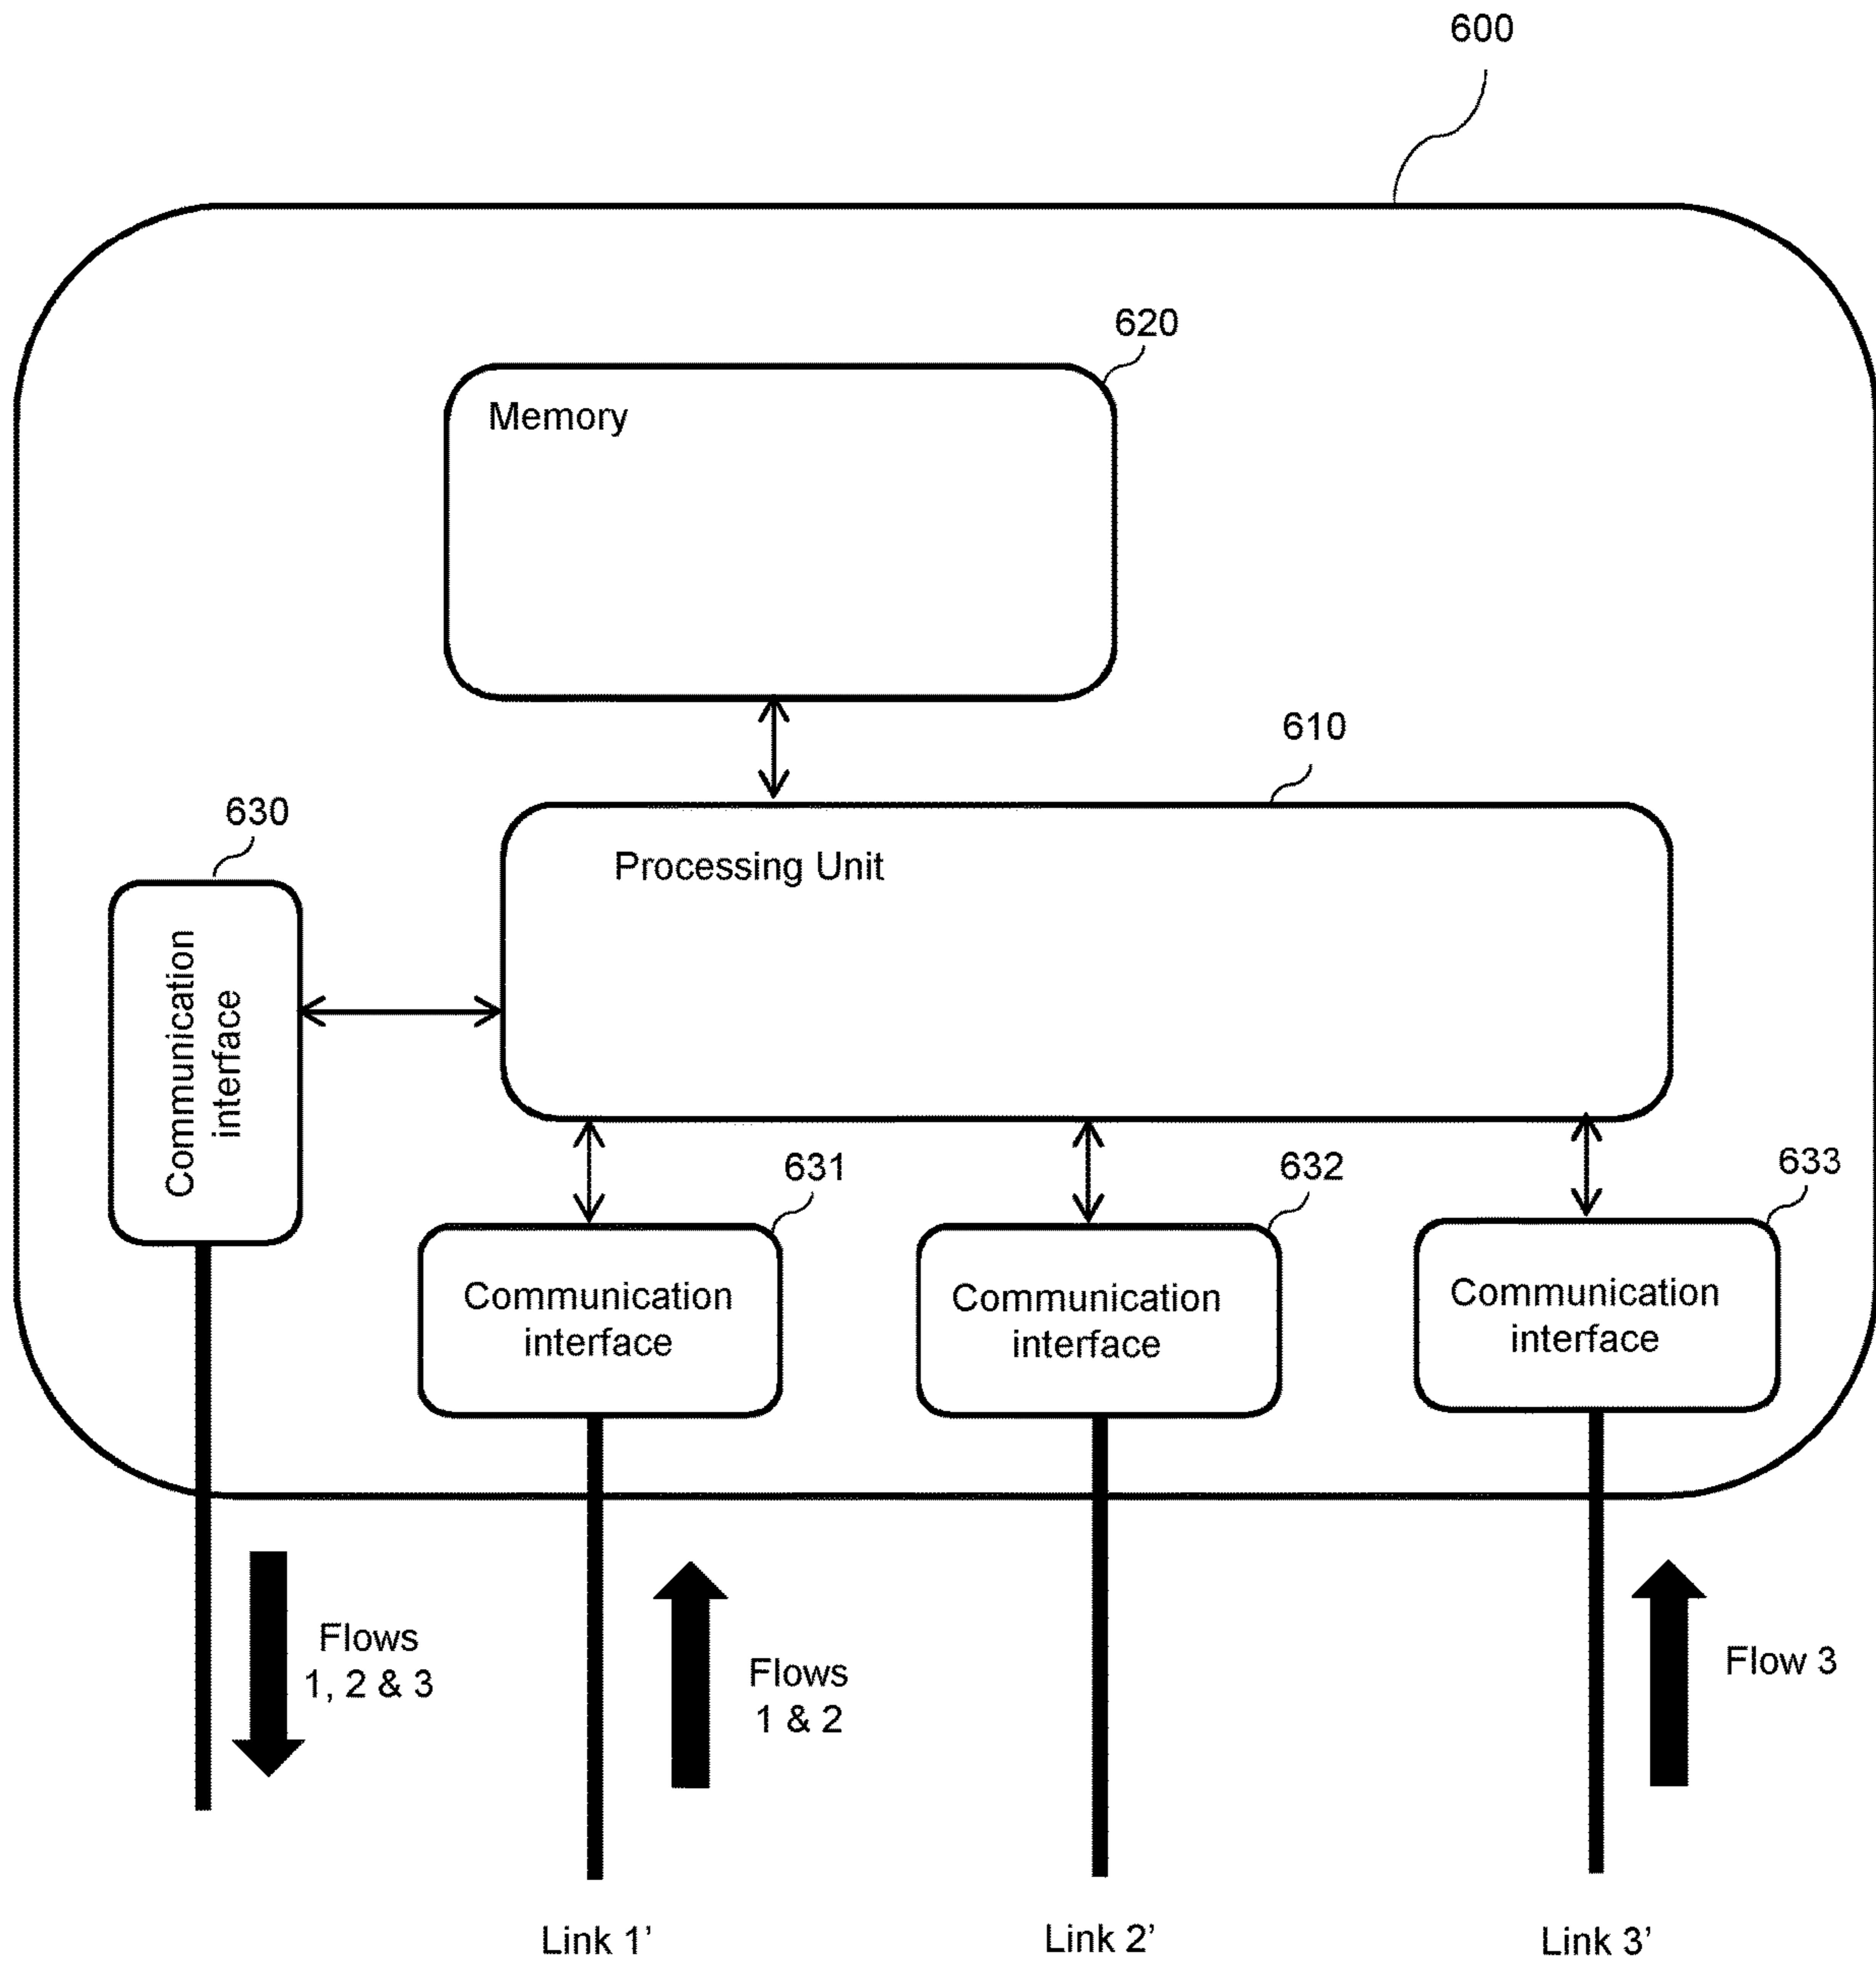 600
620
Memory
610
630
Processing Unit
Communication
interface
631
632
633
Communication
interface
Communication
interface
Communication
interface
Flows
1, 2 & 3
Flows
1 & 2
Flow 3
Link 1’
Link 2’
Link 3’